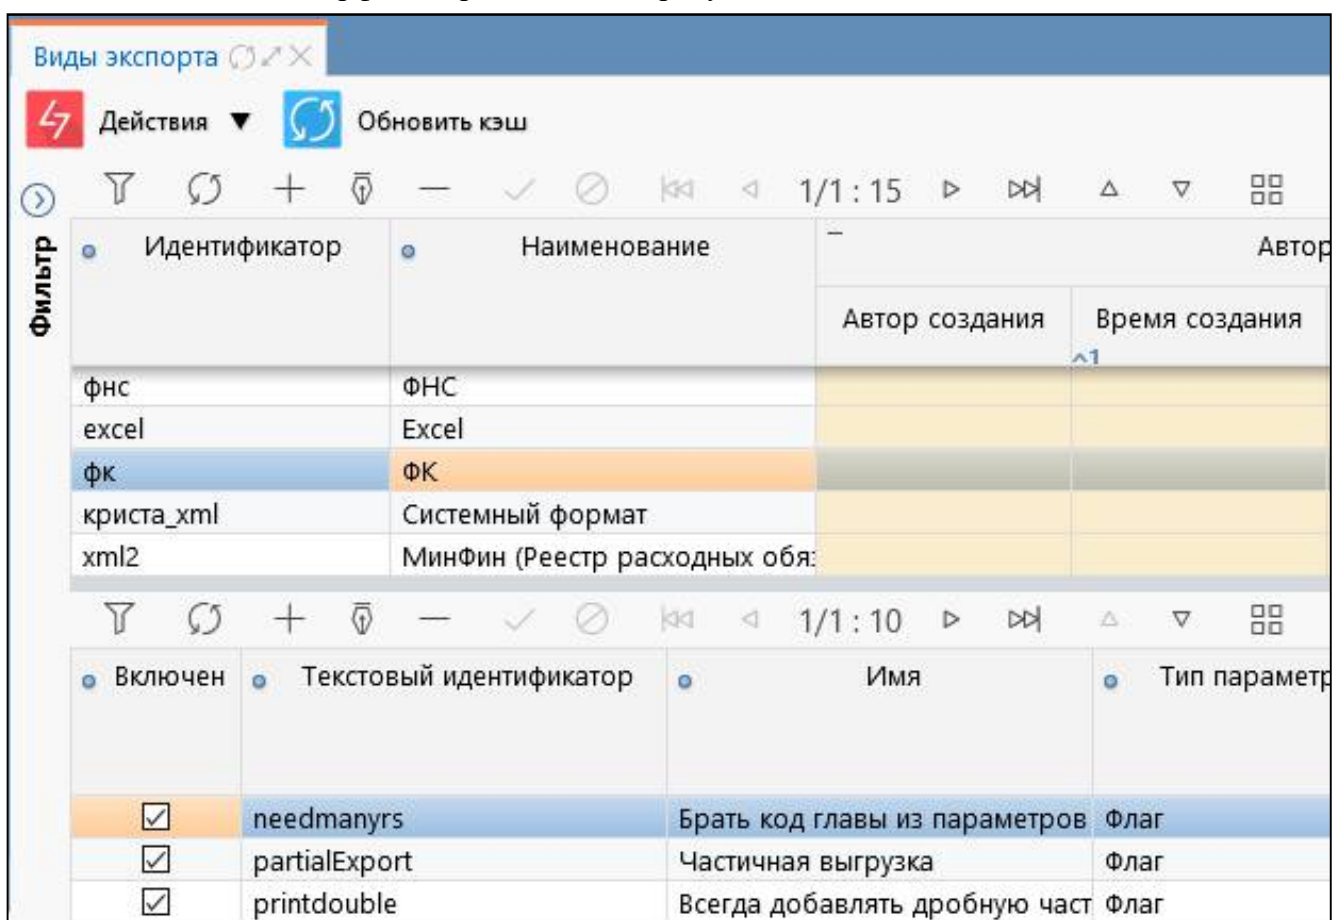 Виды экспорта
Действия Обновить кэш
1/1 : 15
Фильтр
Идентификатор Наименование Автор
Автор создания Время создания
1
фнс ФНС
excel Excel
фк ФК
криста_xml Системный формат
xml2 МинФин (Реестр расходных обяз
1/1 : 10
Включен Текстовый идентификатор Имя Тип параметр
needmanyrs Брать код главы из параметров Флаг
partialExport Частичная выгрузка Флаг
printdouble Всегда добавлять дробную част Флаг